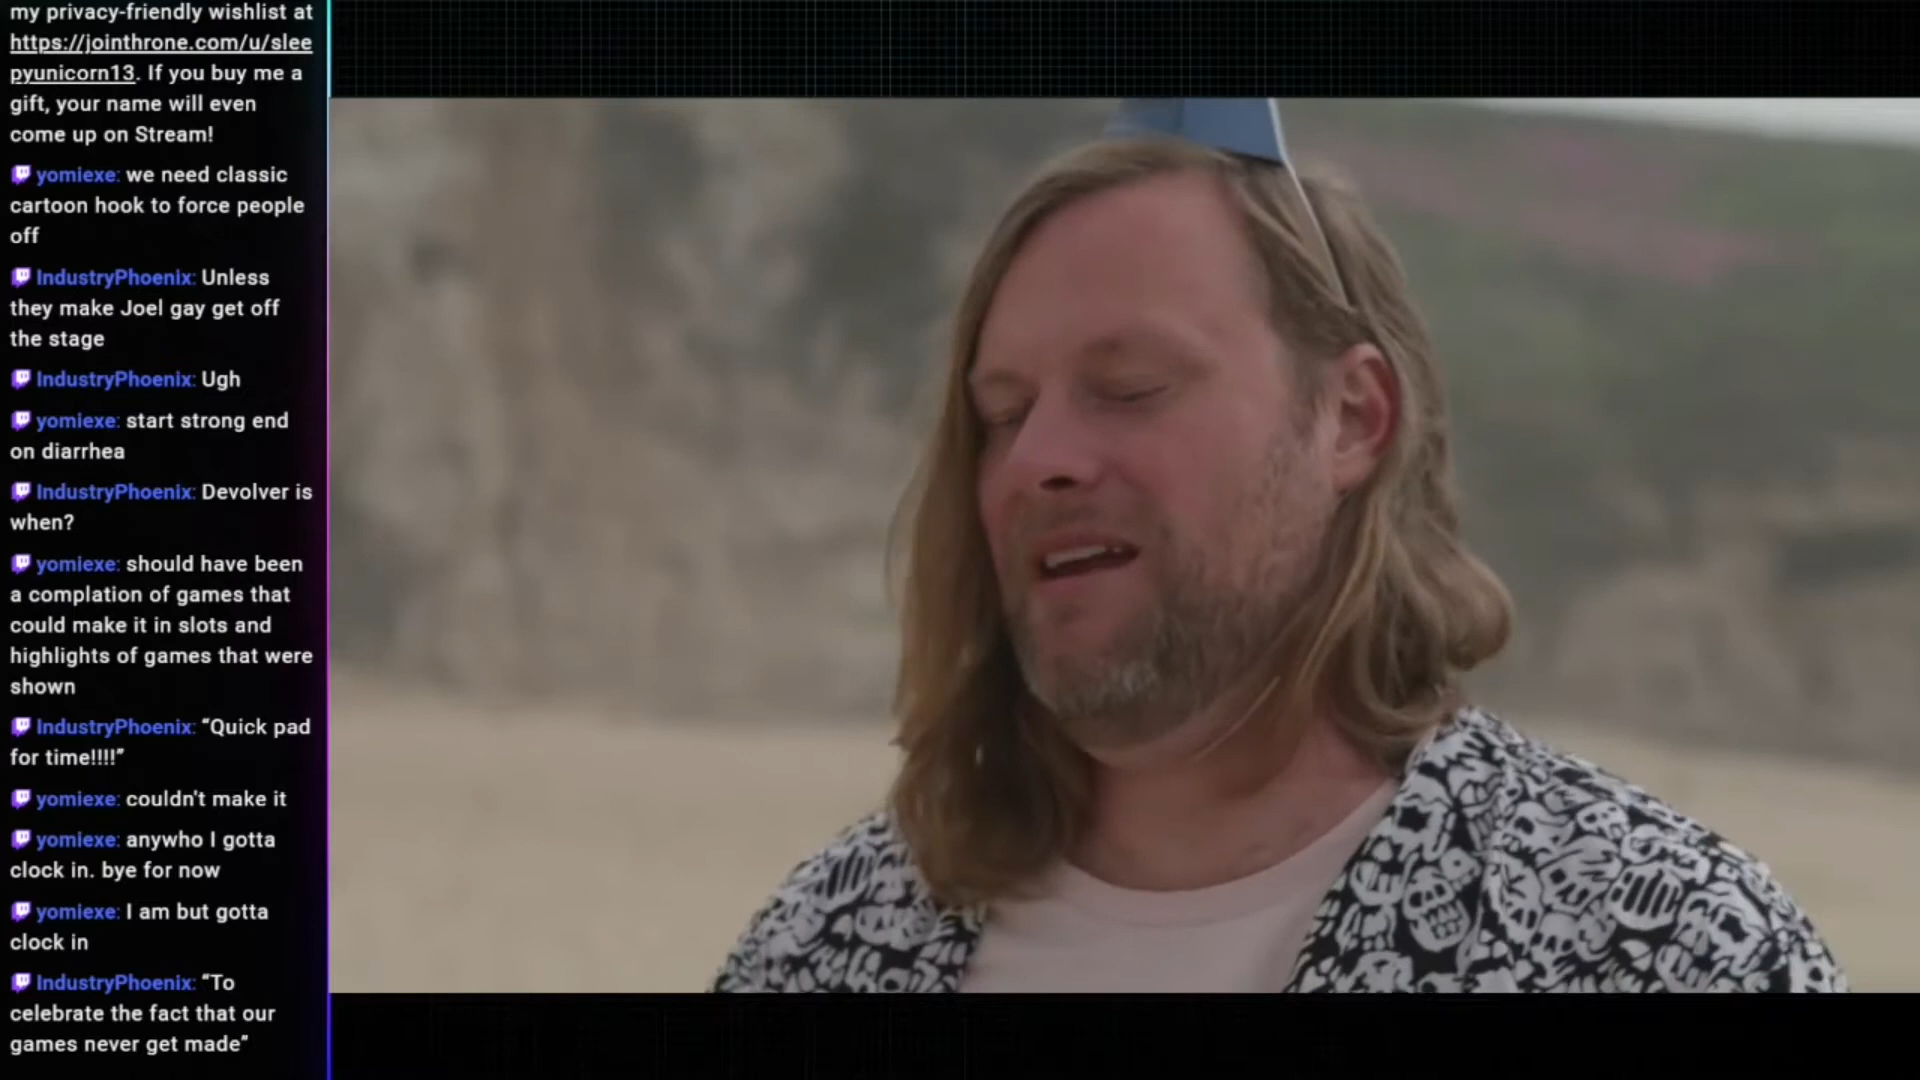 my privacy-friendly wishlist at
https://jointhrone.com/u/slee
pyunicorn13. If you buy me a
gift, your name will even
come up on Stream!
yomiexe: we need classic
cartoon hook to force people
off
IndustryPhoenix: Unless
they make Joel gay get off
the stage
IndustryPhoenix: Ugh
yomiexe: start strong end
on diarrhea
IndustryPhoenix: Devolver is
when?
yomiexe: should have been
a complation of games that
could make it in slots and
highlights of games that were
shown
IndustryPhoenix: “Quick pad
for time!!!!”
yomiexe: couldn't make it
yomiexe: anywho I gotta
clock in. bye for now
yomiexe: I am but gotta
clock in
IndustryPhoenix: “To
celebrate the fact that our
games never get made”